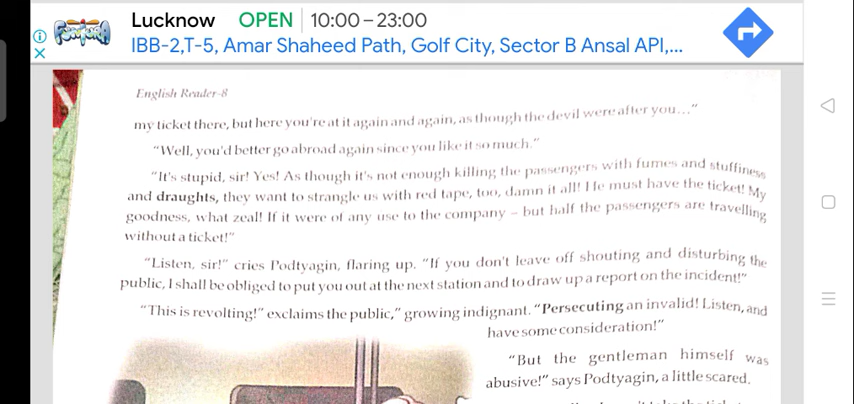 Lucknow OPEN 10:00 – 23:00
FUNTURA
IBB-2,T-5, Amar Shaheed Path, Golf City, Sector B Ansal API,...
English Reader-8
my ticket there, but here you're at it again and again, as though the devil were after you..."
"Well, you'd better go abroad again since you like it so much."
"It's stupid, sir! Yes! As though it's not enough killing the passengers with fumes and stuffiness
and draughts, they want to strangle us with red tape, too, damn it all! He must have the ticket! My
goodness, what zeal! If it were of any use to the company – but half the passengers are travelling
without a ticket!"
"Listen, sir!" cries Podtyagin, flaring up. "If you don't leave off shouting and disturbing the
public, I shall be obliged to put you out at the next station and to draw up a report on the incident!"
"This is revolting!" exclaims the public," growing indignant. "Persecuting an invalid! Listen, and
have some consideration!"
"But the gentleman himself was
abusive!" says Podtyagin, a little scared.